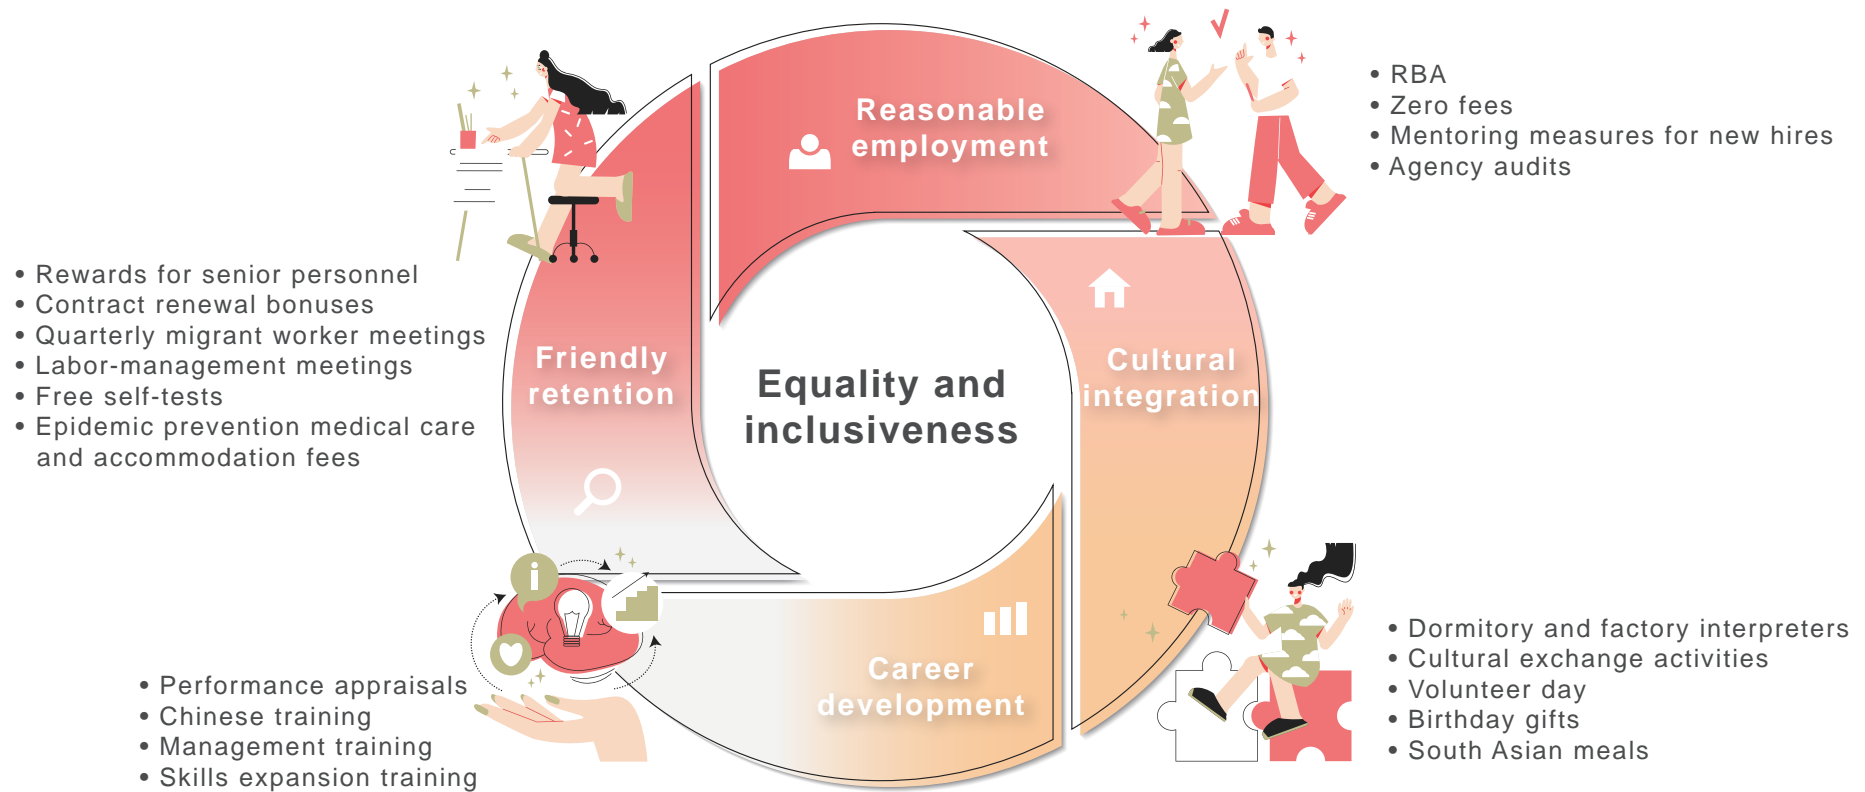 Reasonable
employment
• RBA
• Zero fees
• Mentoring measures for new hires
• Agency audits
Cultural
integration
• Dormitory and factory interpreters
• Cultural exchange activities
• Volunteer day
• Birthday gifts
• South Asian meals
Career
development
• Performance appraisals
• Chinese training
• Management training
• Skills expansion training
Friendly
retention
• Rewards for senior personnel
• Contract renewal bonuses
• Quarterly migrant worker meetings
• Labor-management meetings
• Free self-tests
• Epidemic prevention medical care
and accommodation fees
Equality and
inclusiveness